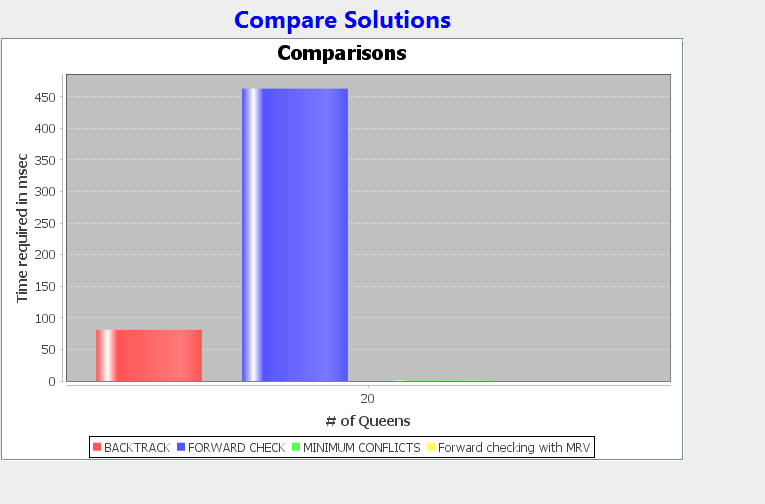 Compare Solutions
Comparisons
Time required in msec
450
400
350
300
250
200
150
100
50
0
20
# of Queens
BACKTRACK FORWARD CHECK MINIMUM CONFLICTS Forward checking with MRV